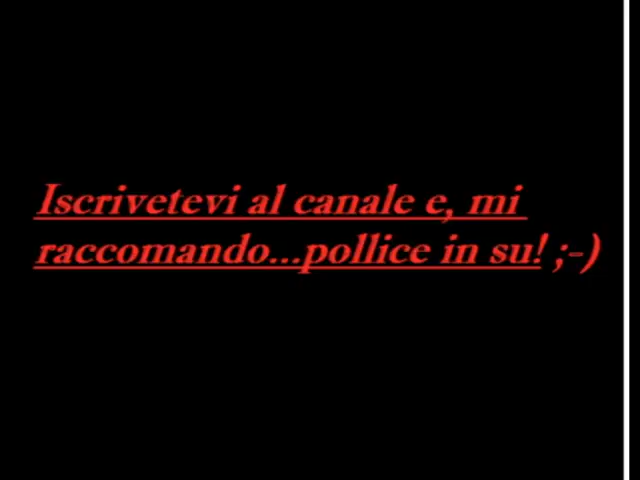 Iscrivetevi al canale e, mi
raccomando...pollice in su! ;-)